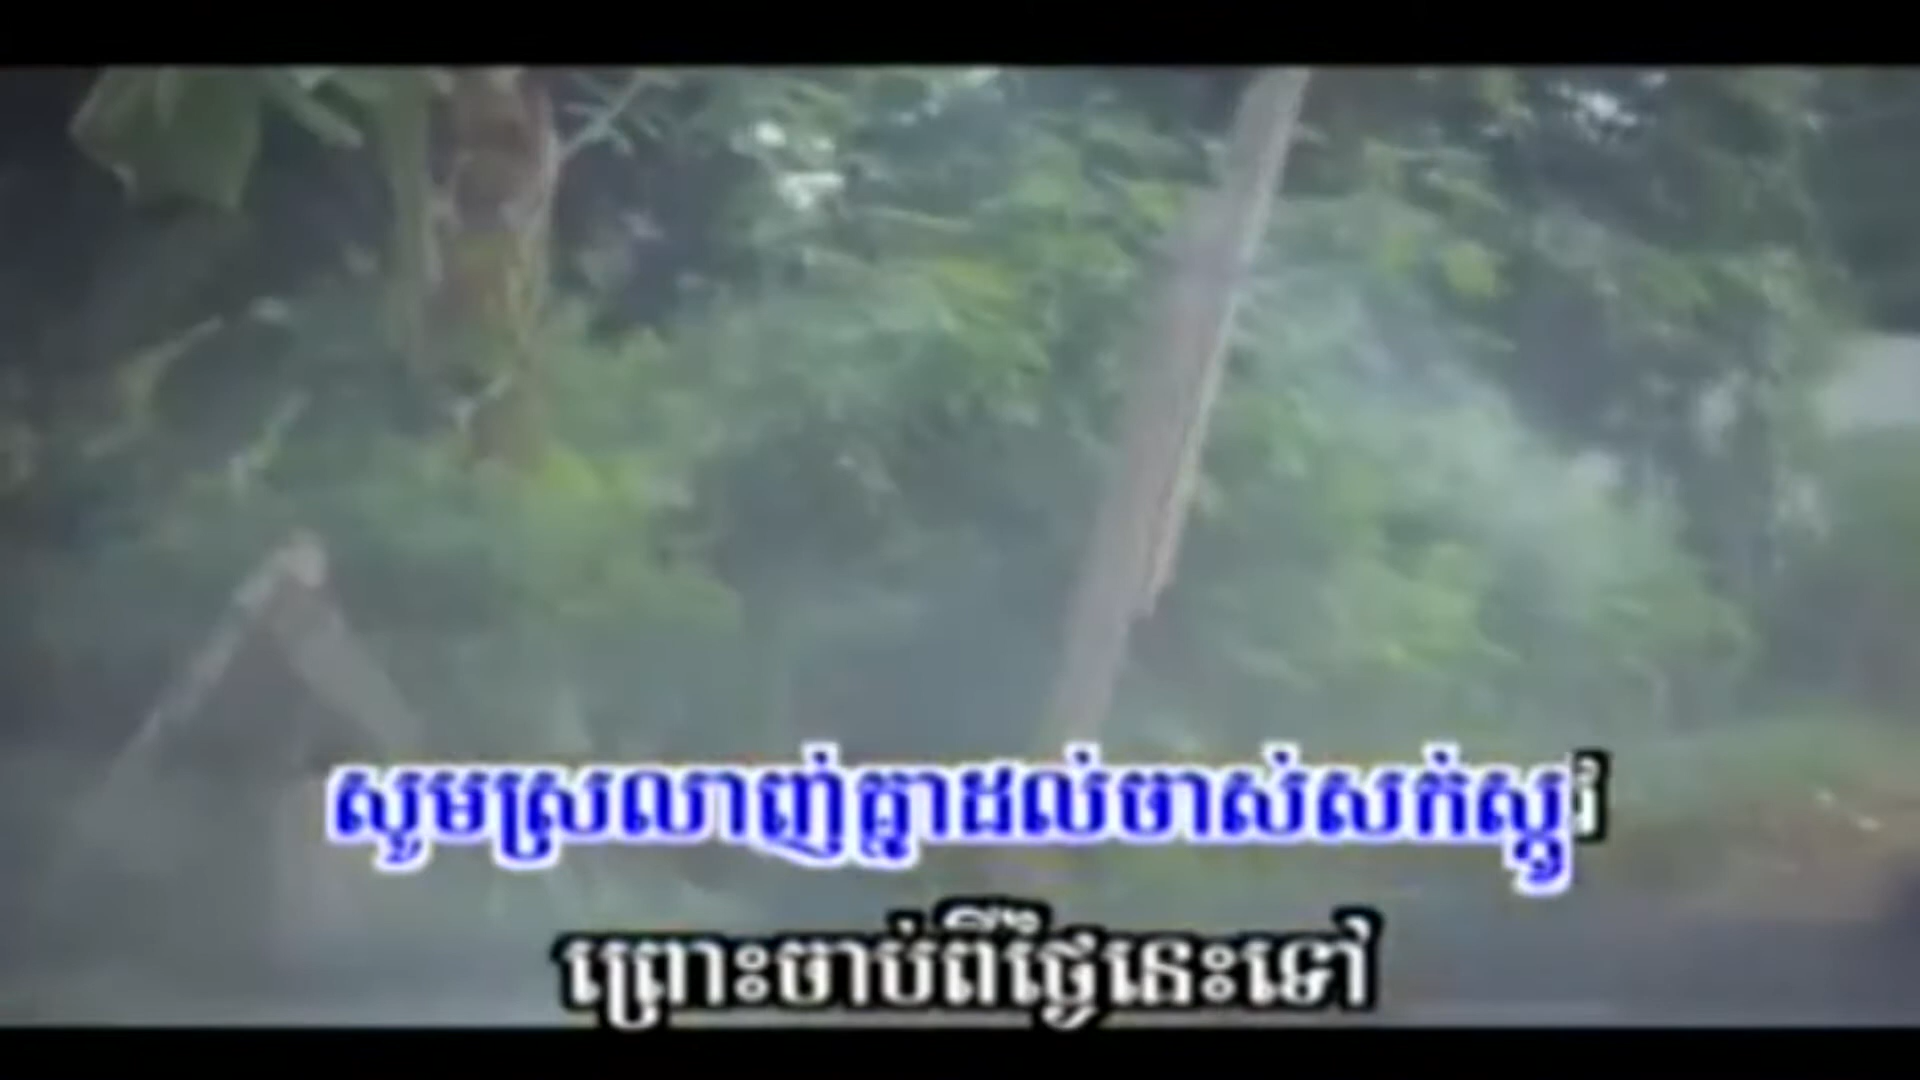 សូមស្រលាញ់គ្នាដល់ចាស់សក់ស្កូវ
ព្រោះចាប់ពីថ្ងៃនេះទៅ